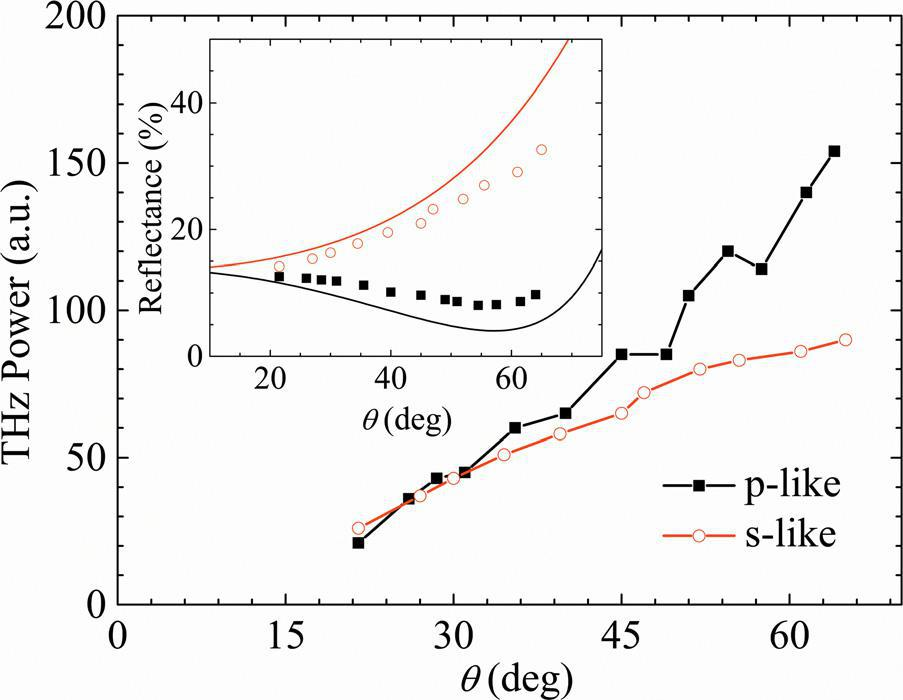 200
150
100
50
0
THz Power (a.u.)
0 15 30 45 60
θ (deg)
40
20
0
Reflectance (%)
20 40 60
θ (deg)
p-like
s-like